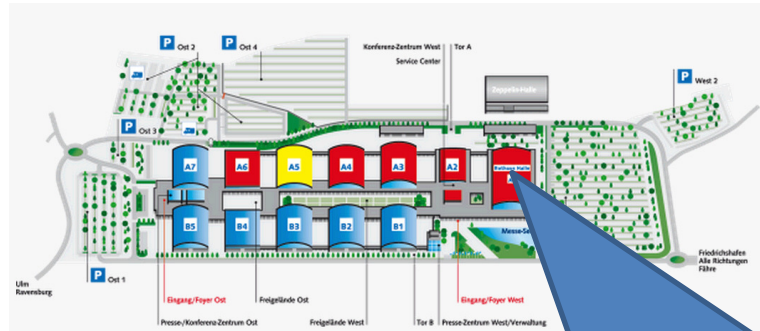 P Ost 2
P Ost 4
Konferenz-Zentrum West
Tor A
Service Center
Zeppelin-Halle
P West 2
P Ost 3
A7
A6
A5
A4
A3
A2
Rothaus Halle
B5
B4
B3
B2
B1
Messe-Se
Friedrichshafen
Alle Richtungen
Fähre
P Ost 1
Ulm
Ravensburg
Eingang/Foyer Ost
Freigelände Ost
Eingang/Foyer West
Presse-/Konferenz-Zentrum Ost
Freigelände West
Tor B
Presse-Zentrum West/Verwaltung